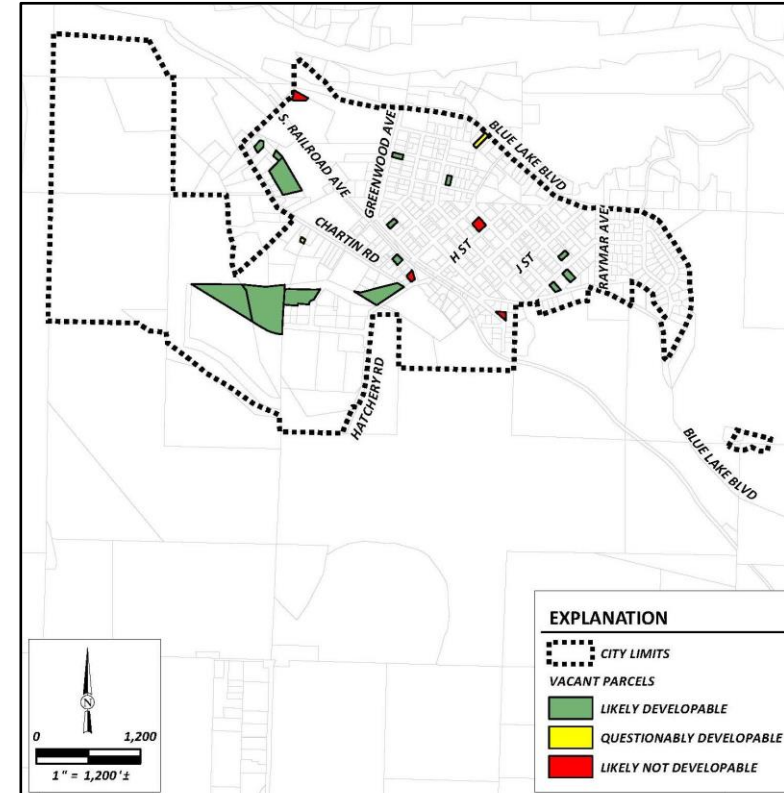 S. RAILROAD AVE
GREENWOOD AVE
BLUE LAKE BLVD
CHARTIN RD
H ST
J ST
RAYMAR AVE
HATCHERY RD
BLUE LAKE BLVD
N
0 1,200
1" = 1,200'±
EXPLANATION
CITY LIMITS
VACANT PARCELS
LIKELY DEVELOPABLE
QUESTIONABLY DEVELOPABLE
LIKELY NOT DEVELOPABLE